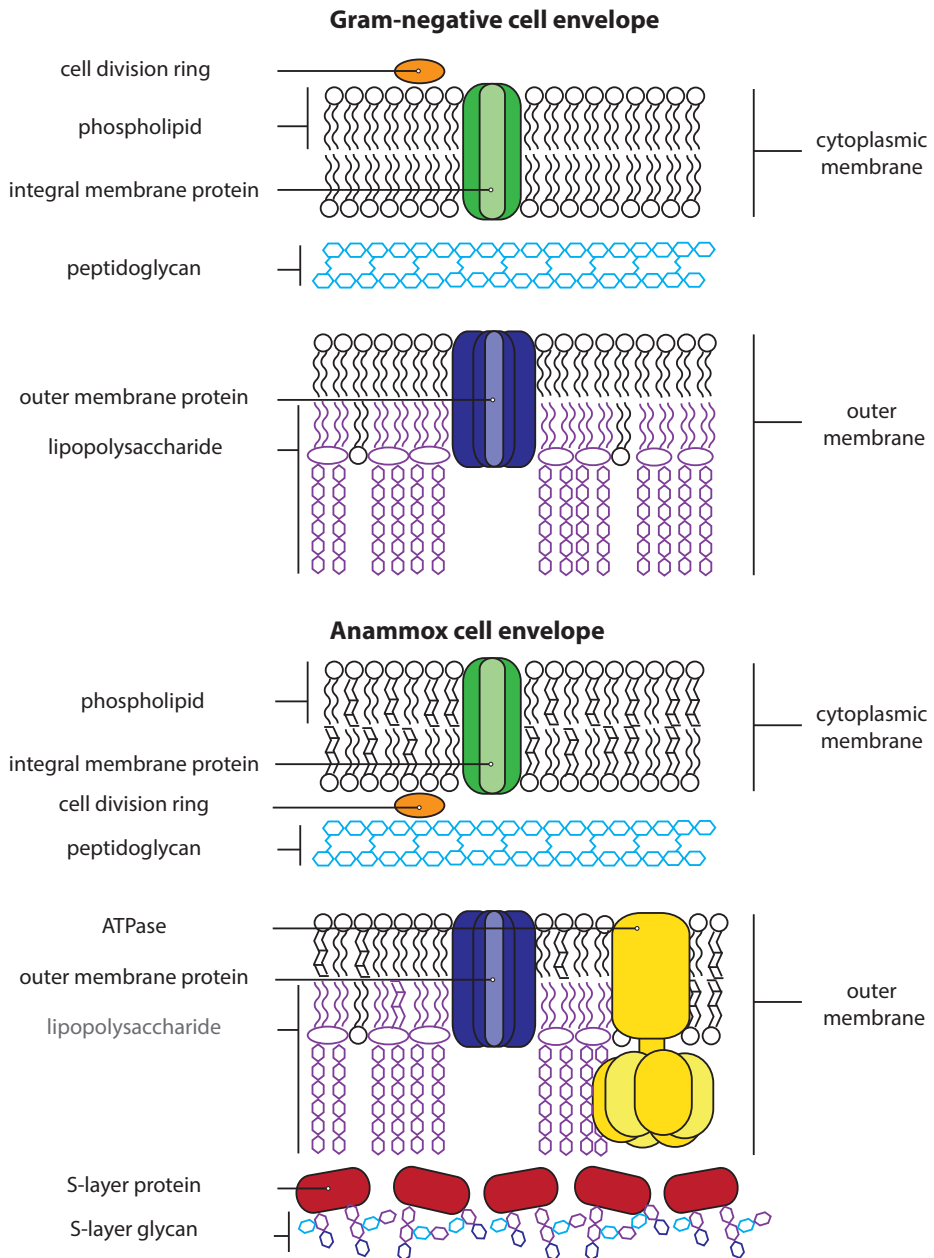 Gram-negative cell envelope
cell division ring
phospholipid
cytoplasmic
membrane
integral membrane protein
peptidoglycan
outer membrane protein
outer
membrane
lipopolysaccharide
Anammox cell envelope
phospholipid
cytoplasmic
membrane
integral membrane protein
cell division ring
peptidoglycan
ATPase
outer membrane protein
outer
membrane
lipopolysaccharide
S-layer protein
S-layer glycan